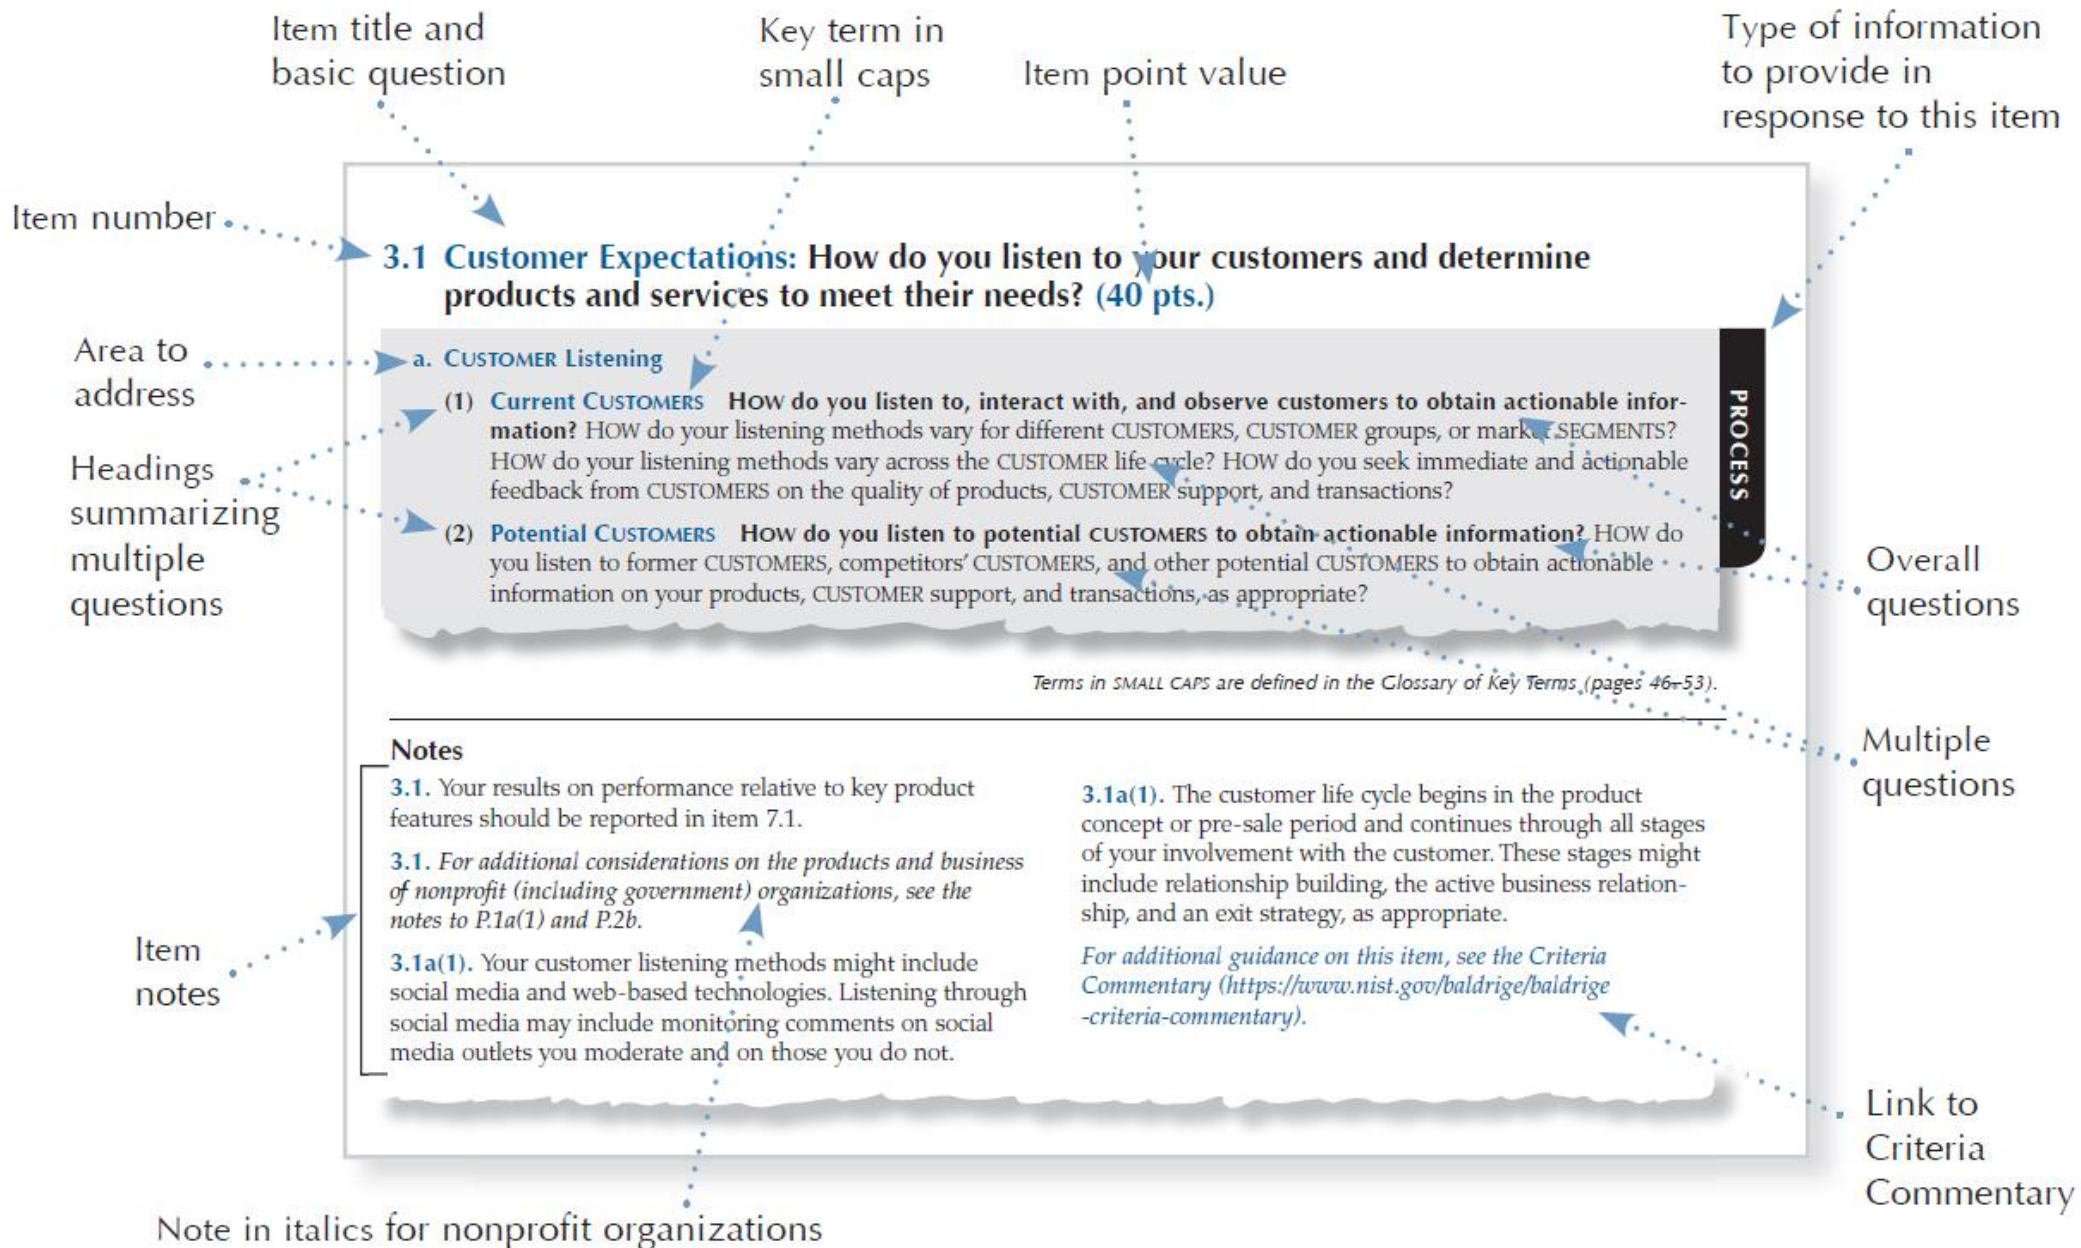 Item title and
basic question
Key term in
small caps
Item point value
Type of information
to provide in
response to this item
Item number
3.1 Customer Expectations: How do you listen to your customers and determine
products and services to meet their needs? (40 pts.)
Area to
address
a. CUSTOMER Listening
(1) Current CUSTOMERS HOW do you listen to, interact with, and observe customers to obtain actionable infor-
mation? HOW do your listening methods vary for different CUSTOMERS, CUSTOMER groups, or market SEGMENTS?
HOW do your listening methods vary across the CUSTOMER life cycle? HOW do you seek immediate and actionable
feedback from CUSTOMERS on the quality of products, CUSTOMER support, and transactions?
(2) Potential CUSTOMERS HOW do you listen to potential CUSTOMERS to obtain actionable information? HOW do
you listen to former CUSTOMERS, competitors' CUSTOMERS, and other potential CUSTOMERS to obtain actionable
information on your products, CUSTOMER support, and transactions, as appropriate?
PROCESS
Headings
summarizing
multiple
questions
Overall
questions
Terms in SMALL CAPS are defined in the Glossary of Key Terms (pages 46–53).
Multiple
questions
Notes
3.1. Your results on performance relative to key product
features should be reported in item 7.1.
3.1. For additional considerations on the products and business
of nonprofit (including government) organizations, see the
notes to P.1a(1) and P.2b.
3.1a(1). Your customer listening methods might include
social media and web-based technologies. Listening through
social media may include monitoring comments on social
media outlets you moderate and on those you do not.
3.1a(1). The customer life cycle begins in the product
concept or pre-sale period and continues through all stages
of your involvement with the customer. These stages might
include relationship building, the active business relation-
ship, and an exit strategy, as appropriate.
For additional guidance on this item, see the Criteria
Commentary (https://www.nist.gov/baldrige/baldrige
-criteria-commentary).
Item
notes
Link to
Criteria
Commentary
Note in italics for nonprofit organizations